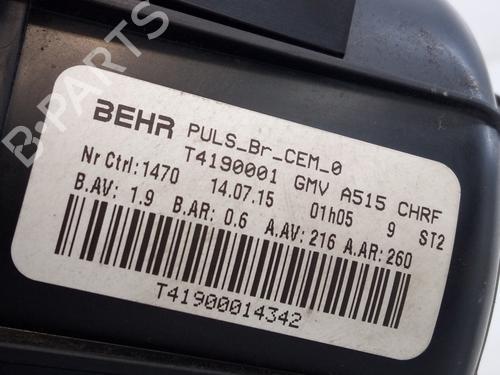 B-PARTS
BEHR PULS_Br_CEM_0
T4190001 GMV A515 CHRF
Nr Ctrl:1470 14.07.15 01h05 9 ST2
B.AV: 1.9 B.AR: 0.6 A.AV: 216 A.AR: 260
T41900014342